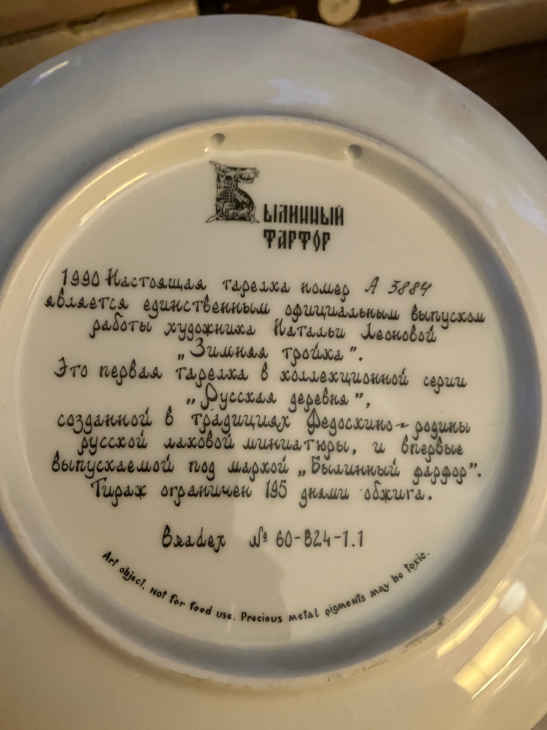 Былинный
фарфор
1990 Настоящая тарелка номер А 3884
является единственным официальным выпуском
работы художника Натальи Леоновой
„Зимняя тройка”.
Это первая тарелка в коллекционной серии
„Русская деревня”,
созданной в традициях Федоскино-родины
русской лаковой миниатюры, и впервые
выпускаемой под маркой „Былинный фарфор”.
Тираж ограничен 195 днями обжига.
Bradex № 60-B24-1.1
Art object, not for food use. Precious metal pigments may be toxic.